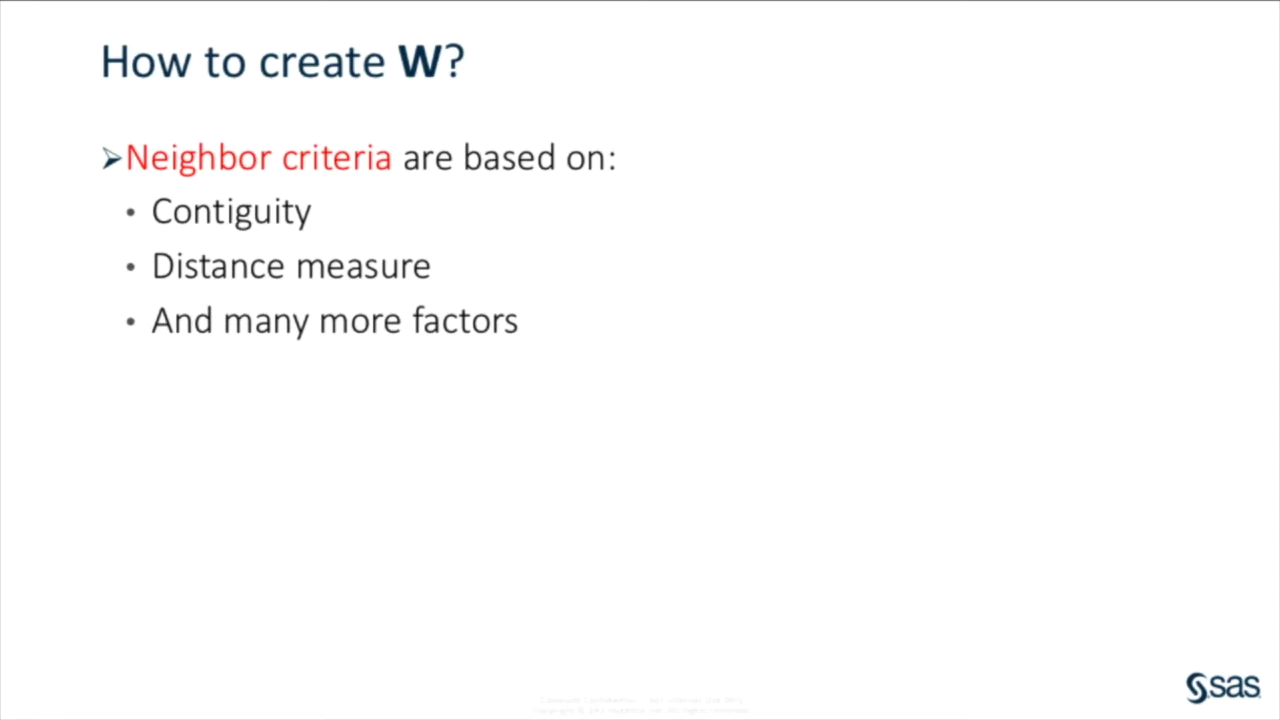 How to create W?
➢Neighbor criteria are based on:
• Contiguity
• Distance measure
• And many more factors
sas